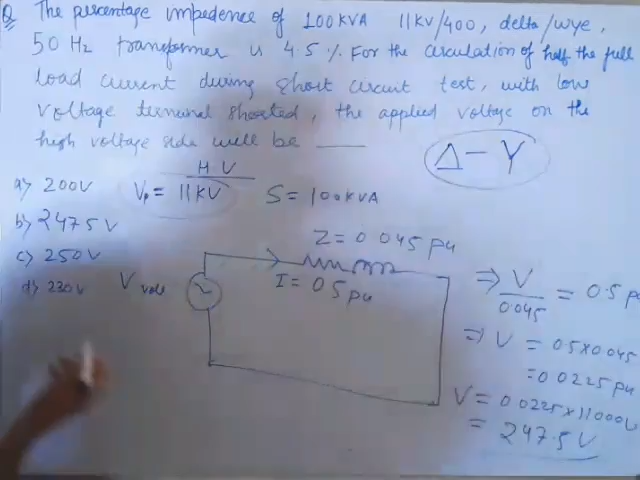 Q The percentage impedence of 100KVA 11KV/400, delta/wye,
50 Hz transformer is 4.5 %. For the circulation of half the full
load current during short circuit test, with low
voltage terminal shorted, the applied voltage on the
high voltage side will be ____
Δ-Y
H V
a) 200V Vp = 11KV S = 100KVA
b) 247.5V
c) 250V
d) 230V
V volt
Z = 0.045 pu
I = 0.5 pu
⇒ V/0.045 = 0.5 pu
⇒ V = 0.5×0.045
= 0.0225 pu
V = 0.0225×11000V
= 247.5V